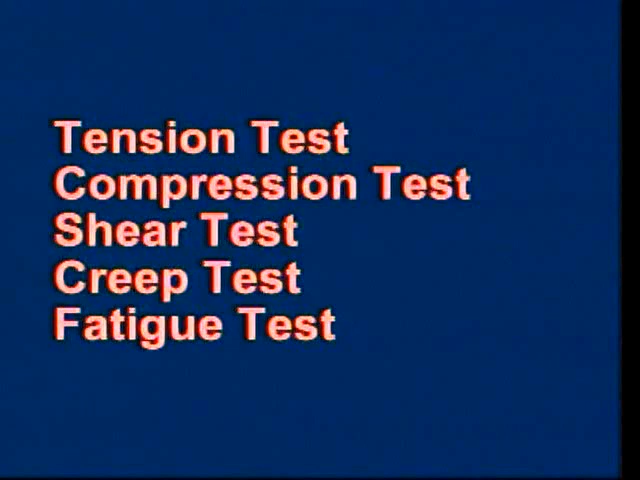 Tension Test
Compression Test
Shear Test
Creep Test
Fatigue Test